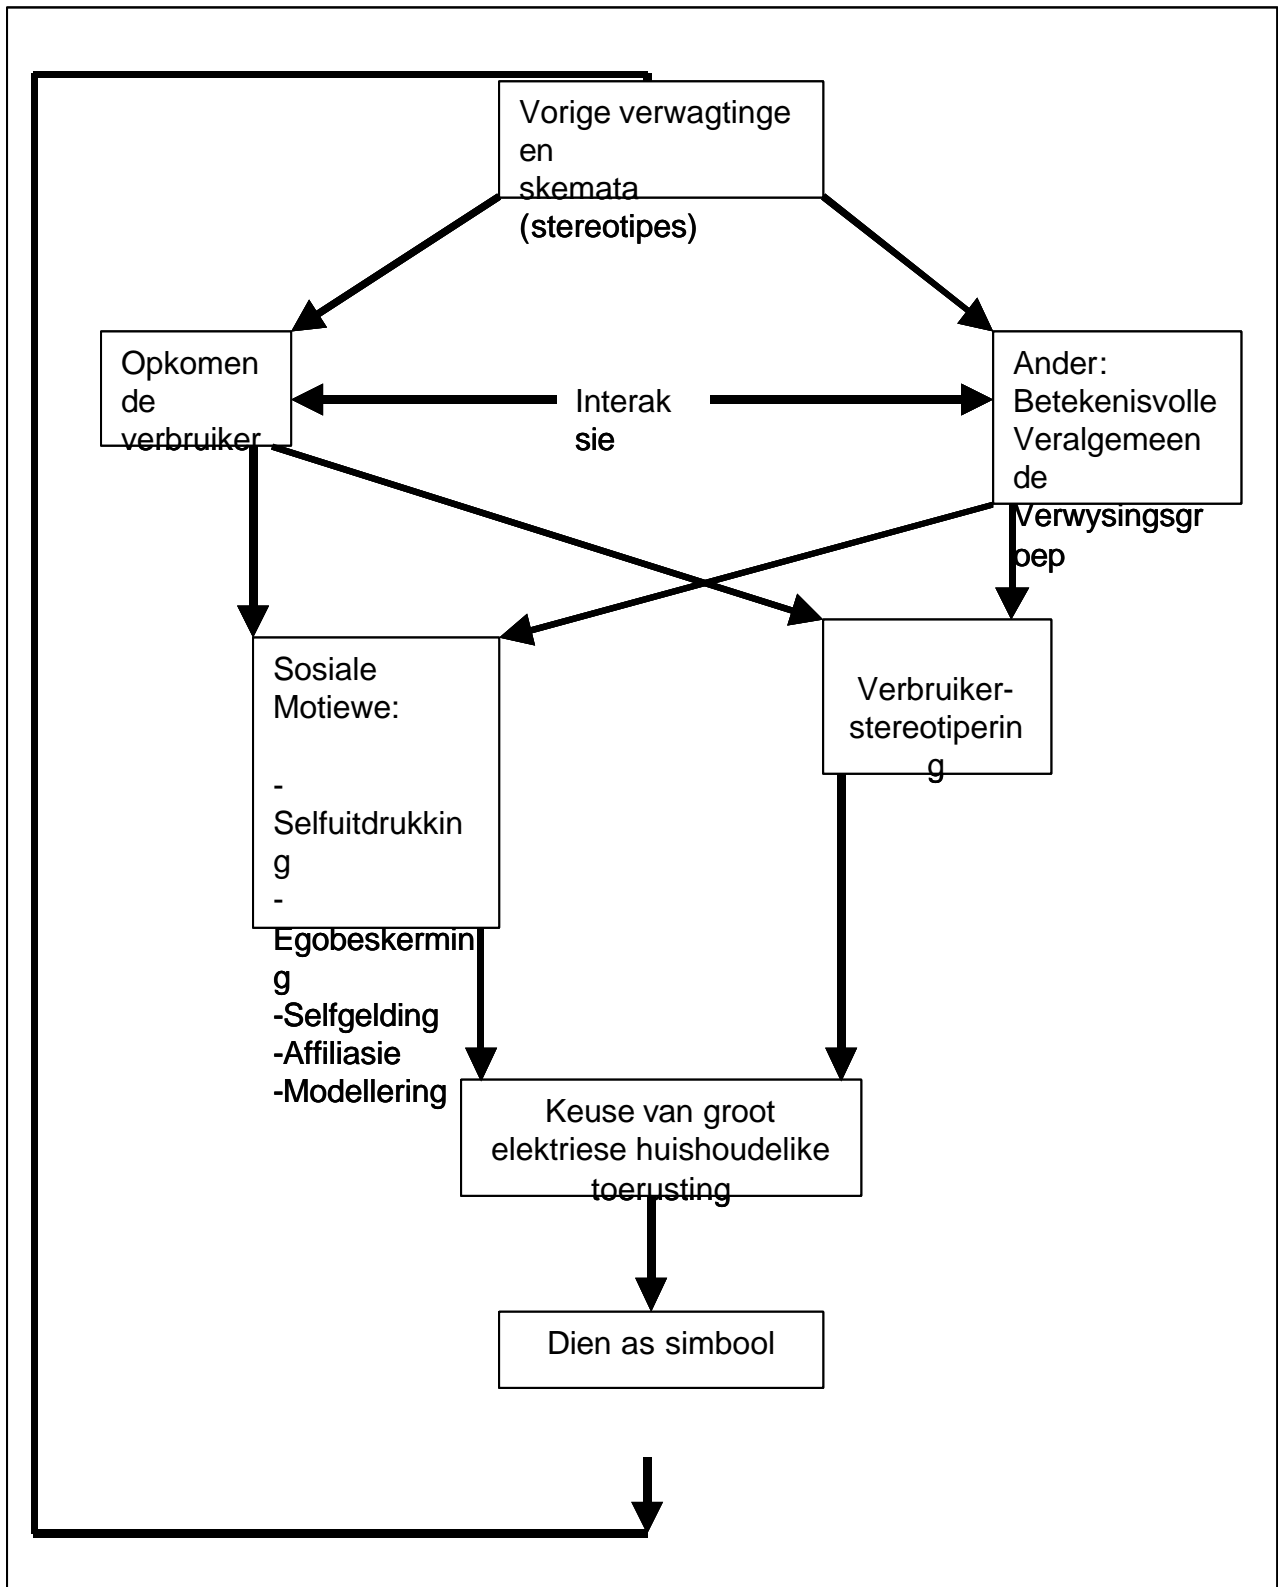 Vorige verwagtinge
en
skemata
(stereotipes)
Opkomen
de
verbruiker
Interak
sie
Ander:
Betekenisvolle
Veralgemeen
de
Verwysingsgr
oep
Sosiale
Motiewe:
-
Selfuitdrukkin
g
-
Egobeskermin
g
-Selfgelding
-Affiliasie
-Modellering
Verbruiker-
stereotiperin
g
Keuse van groot
elektriese huishoudelike
toerusting
Dien as simbool